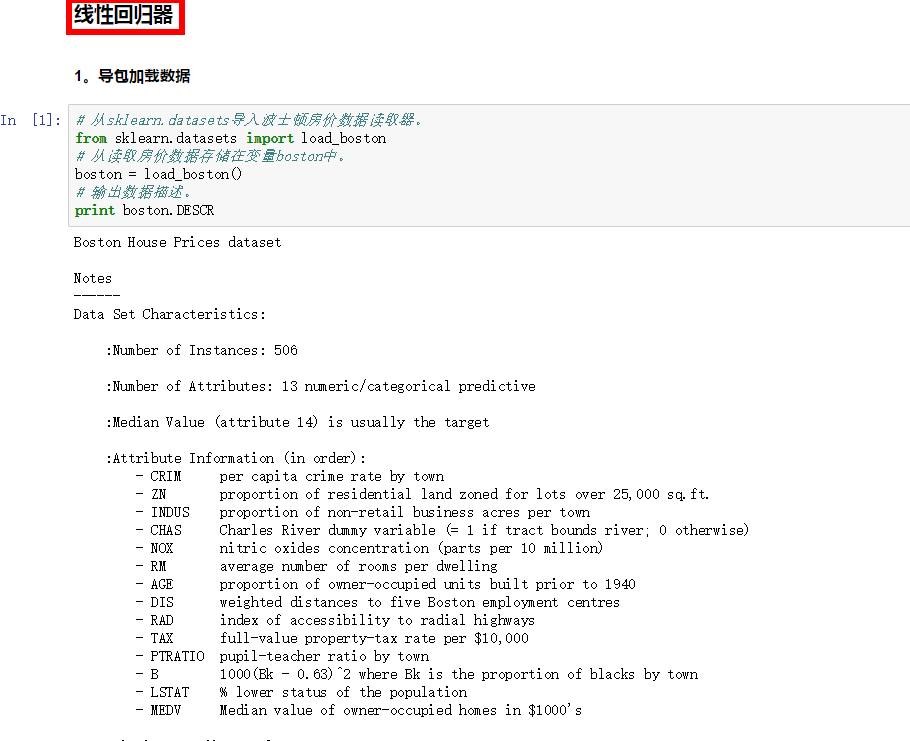 线性回归器
1。导包加载数据
In [1]:
# 从sklearn.datasets导入波士顿房价数据读取器。
from sklearn.datasets import load_boston
# 从读取房价数据存储在变量boston中。
boston = load_boston()
# 输出数据描述。
print boston.DESCR
Boston House Prices dataset
Notes
------
Data Set Characteristics:
:Number of Instances: 506
:Number of Attributes: 13 numeric/categorical predictive
:Median Value (attribute 14) is usually the target
:Attribute Information (in order):
- CRIM per capita crime rate by town
- ZN proportion of residential land zoned for lots over 25,000 sq.ft.
- INDUS proportion of non-retail business acres per town
- CHAS Charles River dummy variable (= 1 if tract bounds river; 0 otherwise)
- NOX nitric oxides concentration (parts per 10 million)
- RM average number of rooms per dwelling
- AGE proportion of owner-occupied units built prior to 1940
- DIS weighted distances to five Boston employment centres
- RAD index of accessibility to radial highways
- TAX full-value property-tax rate per $10,000
- PTRATIO pupil-teacher ratio by town
- B 1000(Bk - 0.63)^2 where Bk is the proportion of blacks by town
- LSTAT % lower status of the population
- MEDV Median value of owner-occupied homes in $1000's